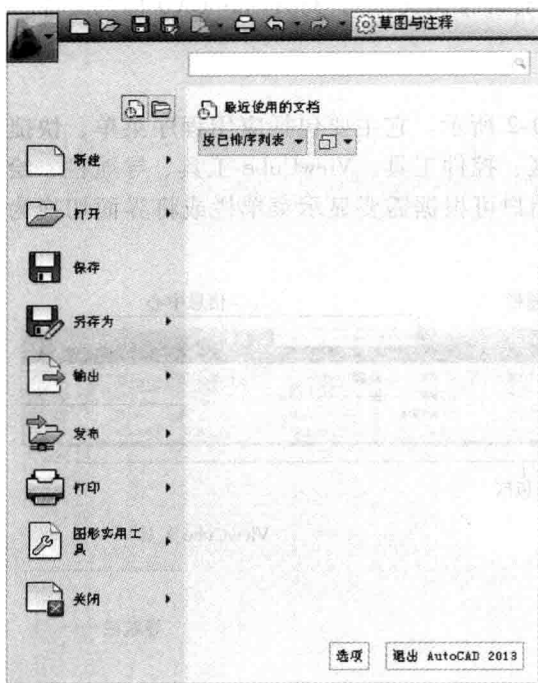 草图与注释
最近使用的文档
按已排序列表
新建
打开
保存
另存为
输出
发布
打印
图形实用工
具
关闭
选项
退出 AutoCAD 2013